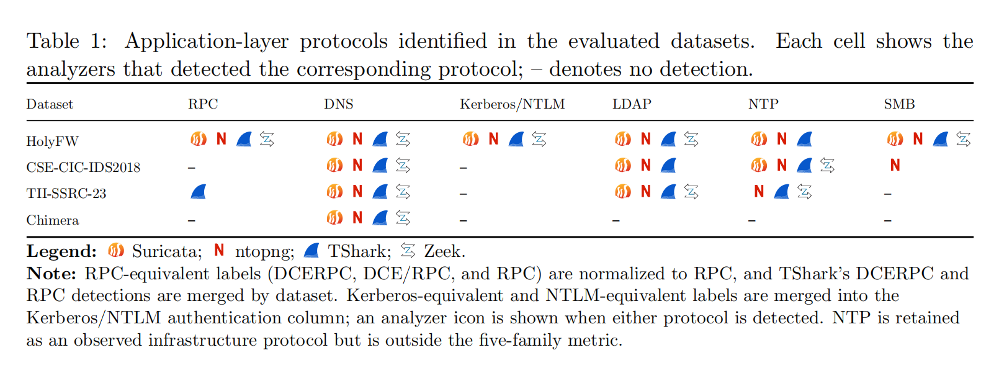 Table 1: Application-layer protocols identified in the evaluated datasets. Each cell shows the
analyzers that detected the corresponding protocol; – denotes no detection.
Dataset RPC DNS Kerberos/NTLM LDAP NTP SMB
HolyFW N Z N Z N Z N Z N N Z
CSE-CIC-IDS2018 – N Z – N N Z N
TII-SSRC-23 N Z – N Z N Z –
Chimera – N Z – – – –
Legend: Suricata; N ntopng; TShark; Z Zeek.
Note: RPC-equivalent labels (DCERPC, DCE/RPC, and RPC) are normalized to RPC, and TShark's DCERPC and
RPC detections are merged by dataset. Kerberos-equivalent and NTLM-equivalent labels are merged into the
Kerberos/NTLM authentication column; an analyzer icon is shown when either protocol is detected. NTP is retained
as an observed infrastructure protocol but is outside the five-family metric.